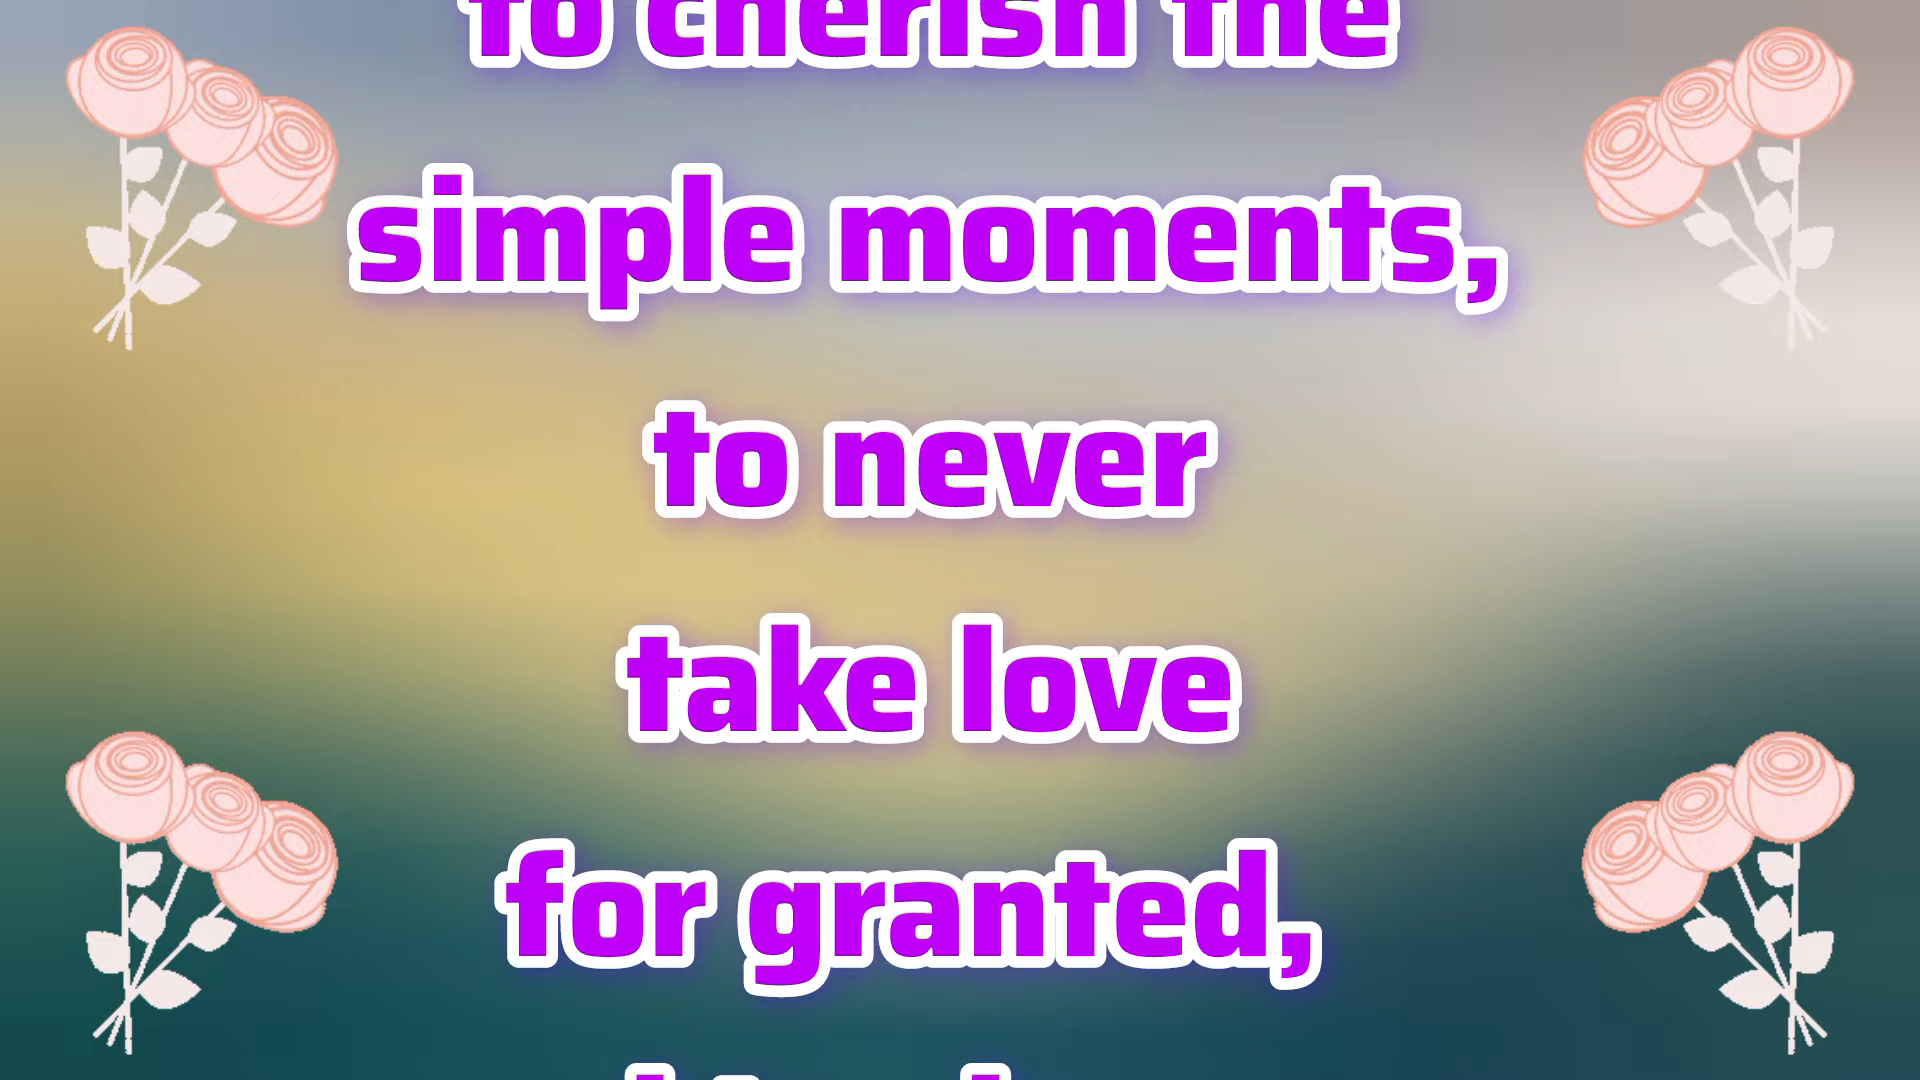 to cherish the
simple moments,
to never
take love
for granted,